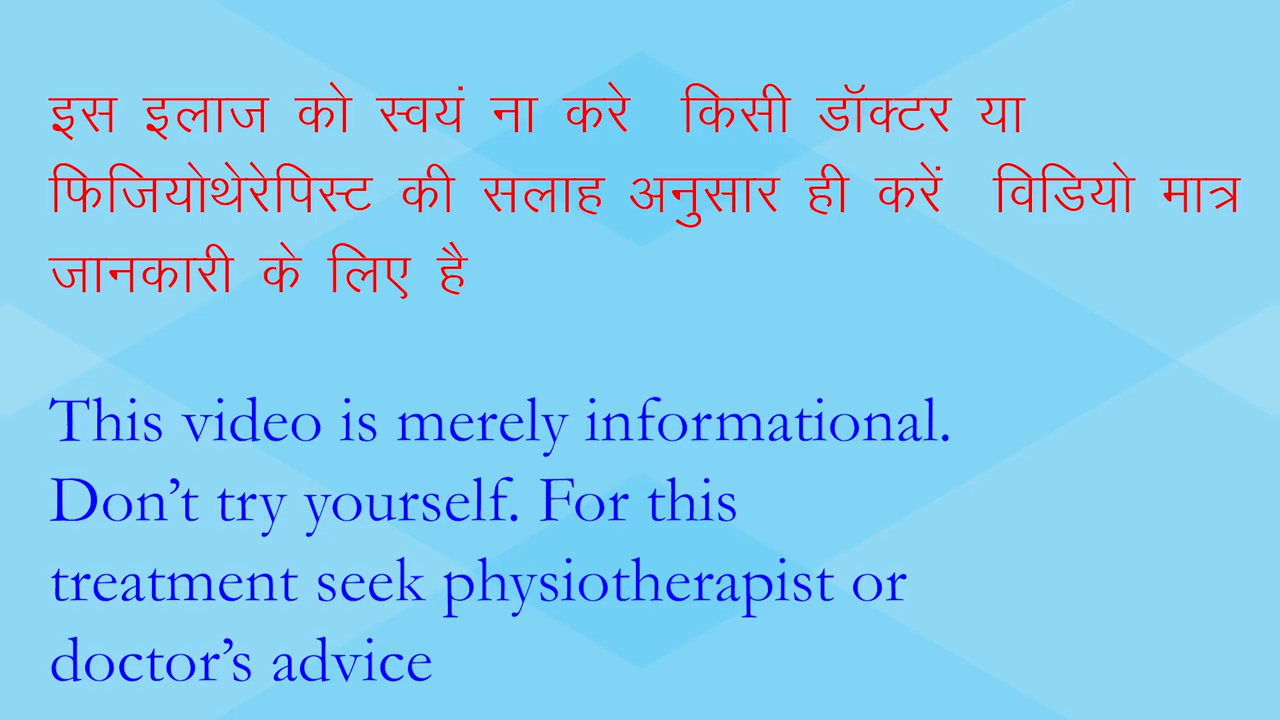 इस इलाज को स्वयं ना करे किसी डॉक्टर या
फिजियोथेरेपिस्ट की सलाह अनुसार ही करें विडियो मात्र
जानकारी के लिए है
This video is merely informational.
Don’t try yourself. For this
treatment seek physiotherapist or
doctor’s advice